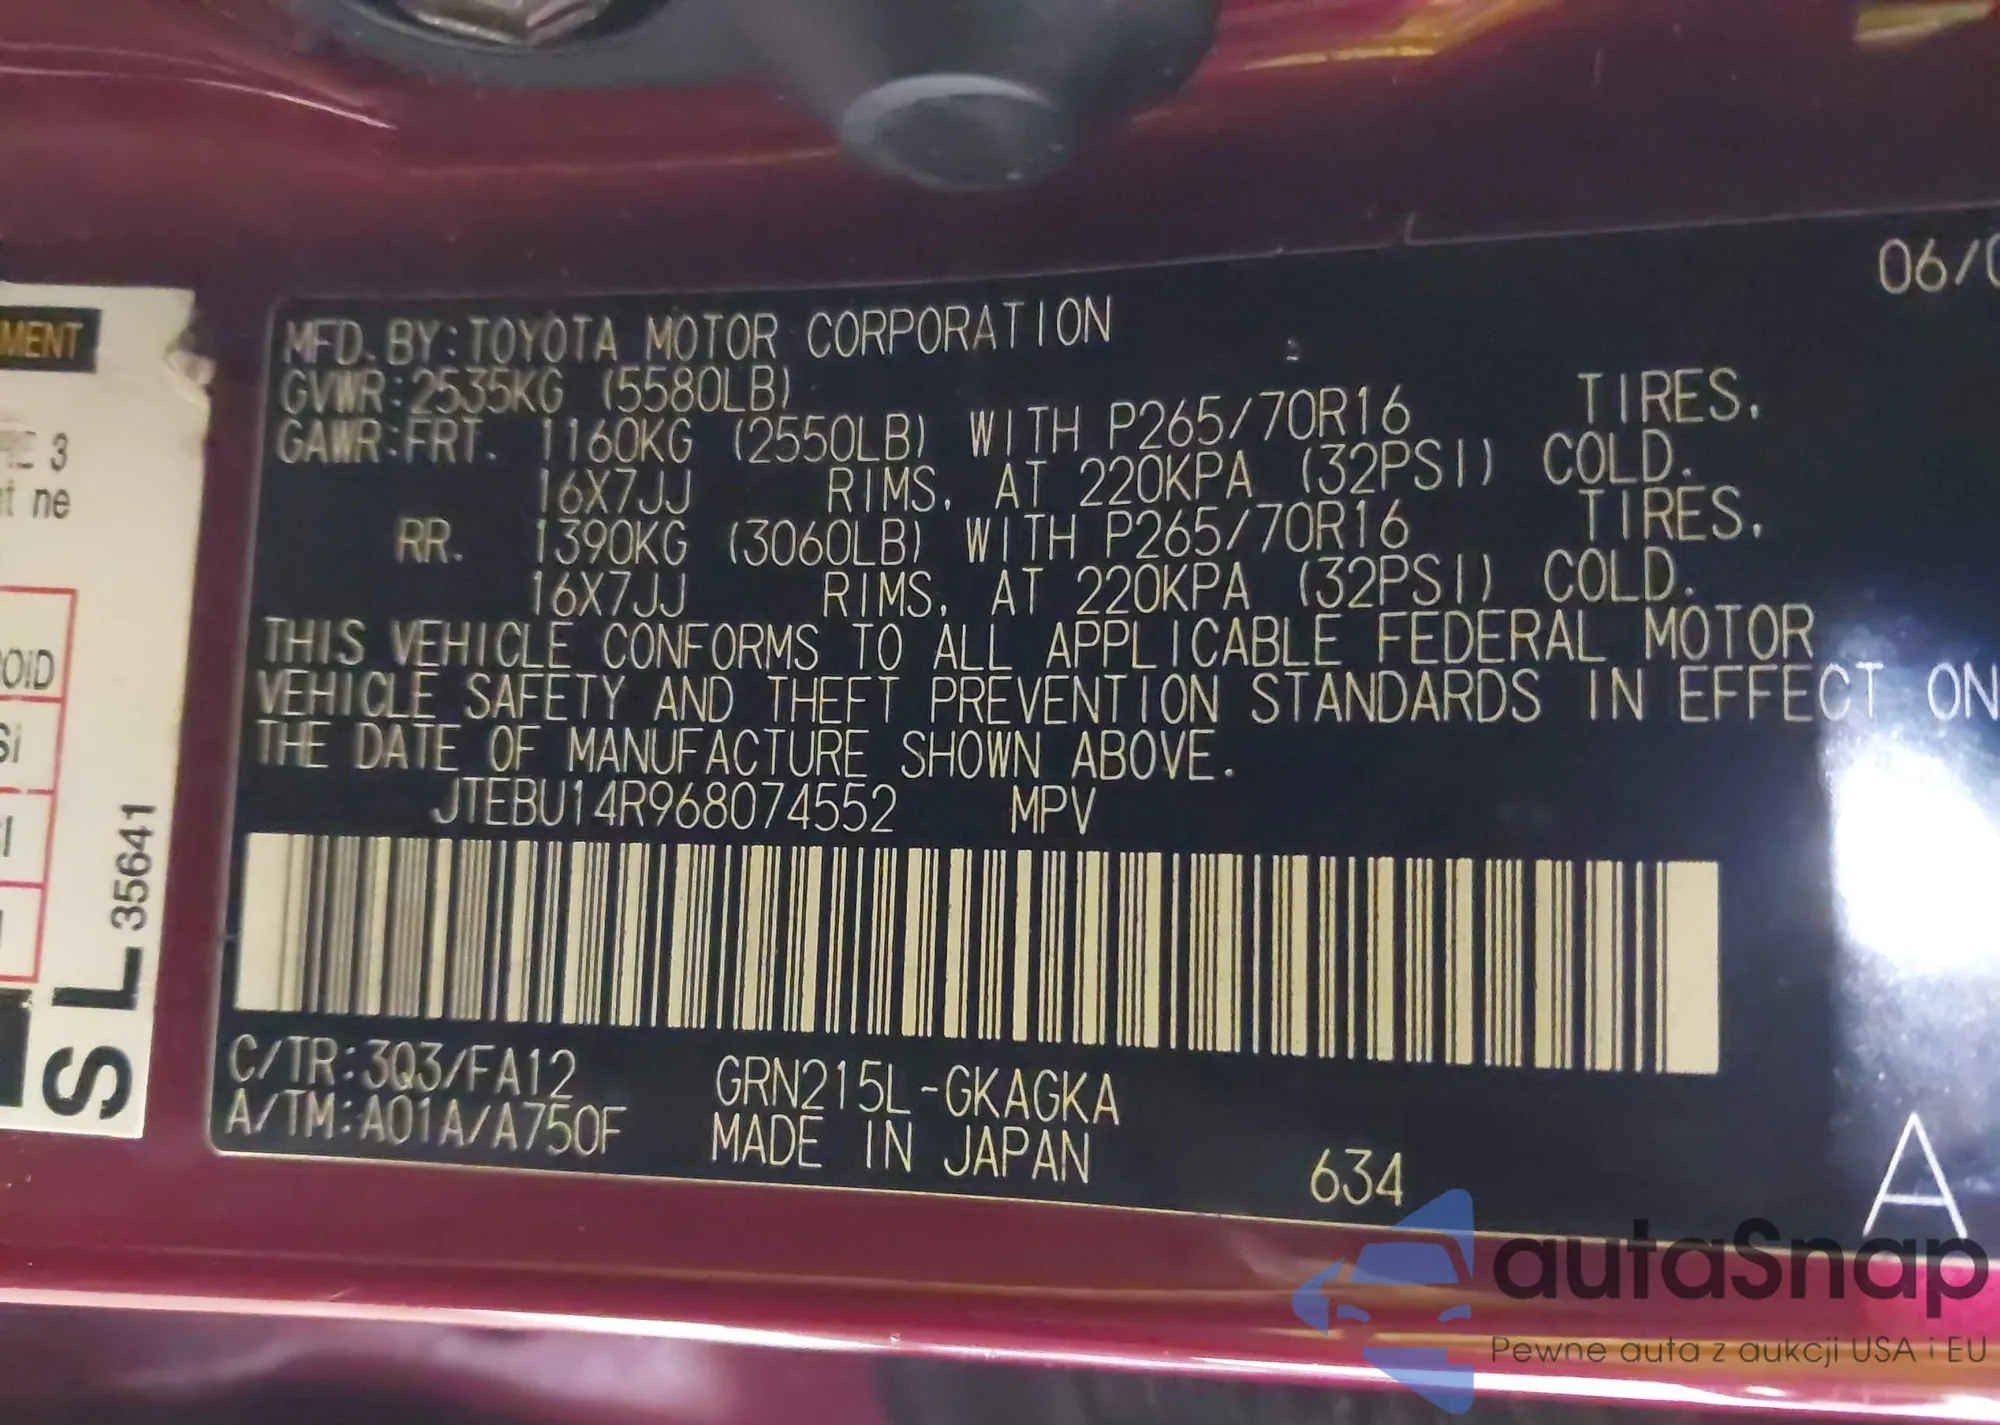 06/0
MFD. BY: TOYOTA MOTOR CORPORATION
GVWR: 2535KG (5580LB)
GAWR: FRT. 1160KG (2550LB) WITH P265/70R16 TIRES,
16X7JJ RIMS, AT 220KPA (32PSI) COLD.
RR. 1390KG (3060LB) WITH P265/70R16 TIRES,
16X7JJ RIMS, AT 220KPA (32PSI) COLD.
THIS VEHICLE CONFORMS TO ALL APPLICABLE FEDERAL MOTOR
VEHICLE SAFETY AND THEFT PREVENTION STANDARDS IN EFFECT ON
THE DATE OF MANUFACTURE SHOWN ABOVE.
JTEBU14R968074552 MPV
C/TR: 3Q3/FA12 GRN215L-GKAGKA
A/TM: A01A/A750F MADE IN JAPAN
634
A
MENT
3
ne
SL 35641
autaSnap
Pewne auta z aukcji USA i EU